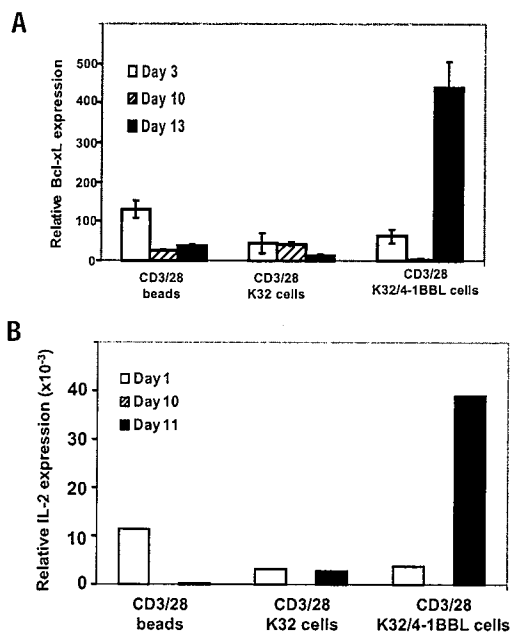 A
Relative Bcl-xL expression
500
400
300
200
100
0
Day 3
Day 10
Day 13
CD3/28
beads
CD3/28
K32 cells
CD3/28
K32/4-1BBL cells
B
Relative IL-2 expression (x10-3)
40
30
20
10
0
Day 1
Day 10
Day 11
CD3/28
beads
CD3/28
K32 cells
CD3/28
K32/4-1BBL cells